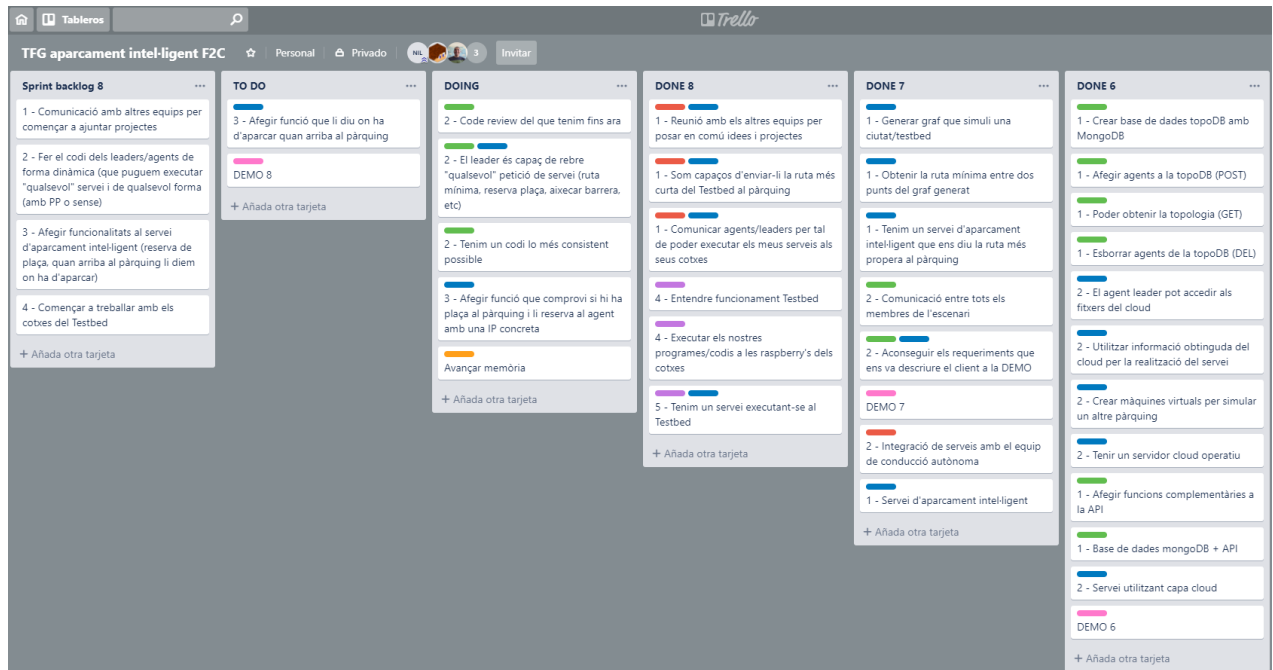 Tableros
Trello
TFG aparcament intel·ligent F2C
Personal
Privado
NIL
3
Invitar
Sprint backlog 8
1 - Comunicació amb altres equips per
començar a ajuntar projectes
2 - Fer el codi dels leaders/agents de
forma dinàmica (que puguem executar
"qualsevol" servei i de qualsevol forma
(amb PP o sense)
3 - Afegir funcionalitats al servei
d'aparcament intel·ligent (reserva de
plaça, quan arriba al pàrquing li diem
on ha d'aparcar)
4 - Començar a treballar amb els
cotxes del Testbed
+ Añada otra tarjeta
TO DO
3 - Afegir funció que li diu on ha
d'aparcar quan arriba al pàrquing
DEMO 8
+ Añada otra tarjeta
DOING
2 - Code review del que tenim fins ara
2 - El leader és capaç de rebre
"qualsevol" petició de servei (ruta
mínima, reserva plaça, aixecar barrera,
etc)
2 - Tenim un codi lo més consistent
possible
3 - Afegir funció que comprovi si hi ha
plaça al pàrquing i li reserva al agent
amb una IP concreta
Avançar memòria
+ Añada otra tarjeta
DONE 8
1 - Reunió amb els altres equips per
posar en comú idees i projectes
1 - Som capaços d'enviar-li la ruta més
curta del Testbed al pàrquing
1 - Comunicar agents/leaders per tal
de poder executar els meus serveis als
seus cotxes
4 - Entendre funcionament Testbed
4 - Executar els nostres
programes/codis a les raspberry's dels
cotxes
5 - Tenim un servei executant-se al
Testbed
+ Añada otra tarjeta
DONE 7
1 - Generar graf que simuli una
ciutat/testbed
1 - Obtenir la ruta mínima entre dos
punts del graf generat
1 - Tenim un servei d'aparcament
intel·ligent que ens diu la ruta més
propera al pàrquing
2 - Comunicació entre tots els
membres de l'escenari
2 - Aconseguir els requeriments que
ens va descriure el client a la DEMO
DEMO 7
2 - Integració de serveis amb el equip
de conducció autònoma
1 - Servei d'aparcament intel·ligent
+ Añada otra tarjeta
DONE 6
1 - Crear base de dades topoDB amb
MongoDB
1 - Afegir agents a la topoDB (POST)
1 - Poder obtenir la topologia (GET)
1 - Esborrar agents de la topoDB (DEL)
2 - El agent leader pot accedir als
fitxers del cloud
2 - Utilitzar informació obtinguda del
cloud per la realització del servei
2 - Crear màquines virtuals per simular
un altre pàrquing
2 - Tenir un servidor cloud operatiu
1 - Afegir funcions complementàries a
la API
1 - Base de dades mongoDB + API
2 - Servei utilitzant capa cloud
DEMO 6
+ Añada otra tarjeta